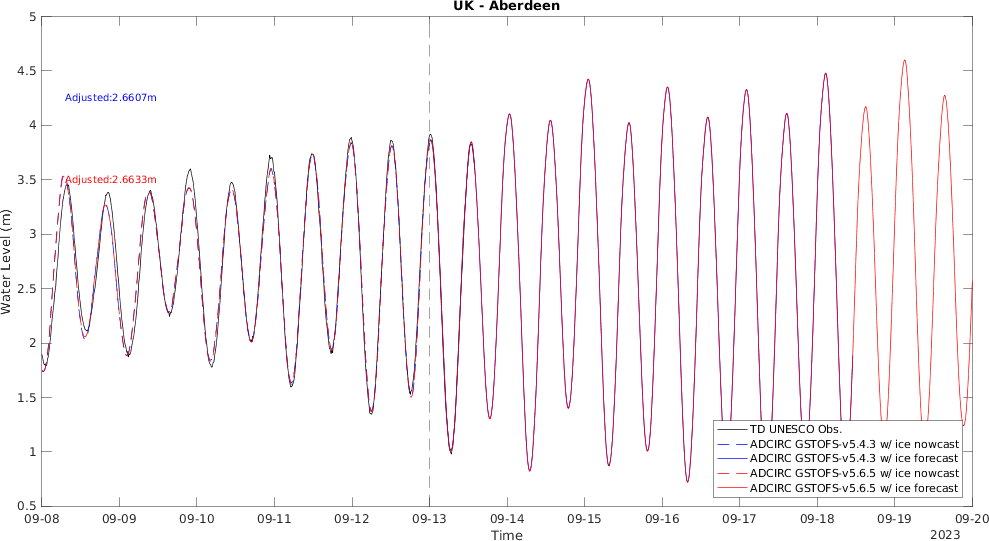 UK - Aberdeen
5
4.5
4
3.5
3
2.5
2
1.5
1
0.5
Water Level (m)
Adjusted:2.6607m
Adjusted:2.6633m
TD UNESCO Obs.
ADCIRC GSTOFS-v5.4.3 w/ ice nowcast
ADCIRC GSTOFS-v5.4.3 w/ ice forecast
ADCIRC GSTOFS-v5.6.5 w/ ice nowcast
ADCIRC GSTOFS-v5.6.5 w/ ice forecast
09-08 09-09 09-10 09-11 09-12 09-13 09-14 09-15 09-16 09-17 09-18 09-19 09-20
Time
2023